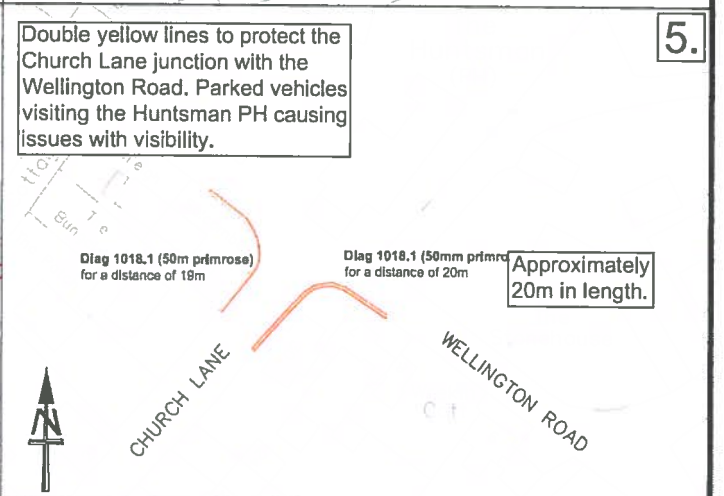 Double yellow lines to protect the
Church Lane junction with the
Wellington Road. Parked vehicles
visiting the Huntsman PH causing
issues with visibility.
5.
Diag 1018.1 (50m primrose)
for a distance of 19m
Diag 1018.1 (50mm primro
for a distance of 20m
Approximately
20m in length.
CHURCH LANE
WELLINGTON ROAD
N